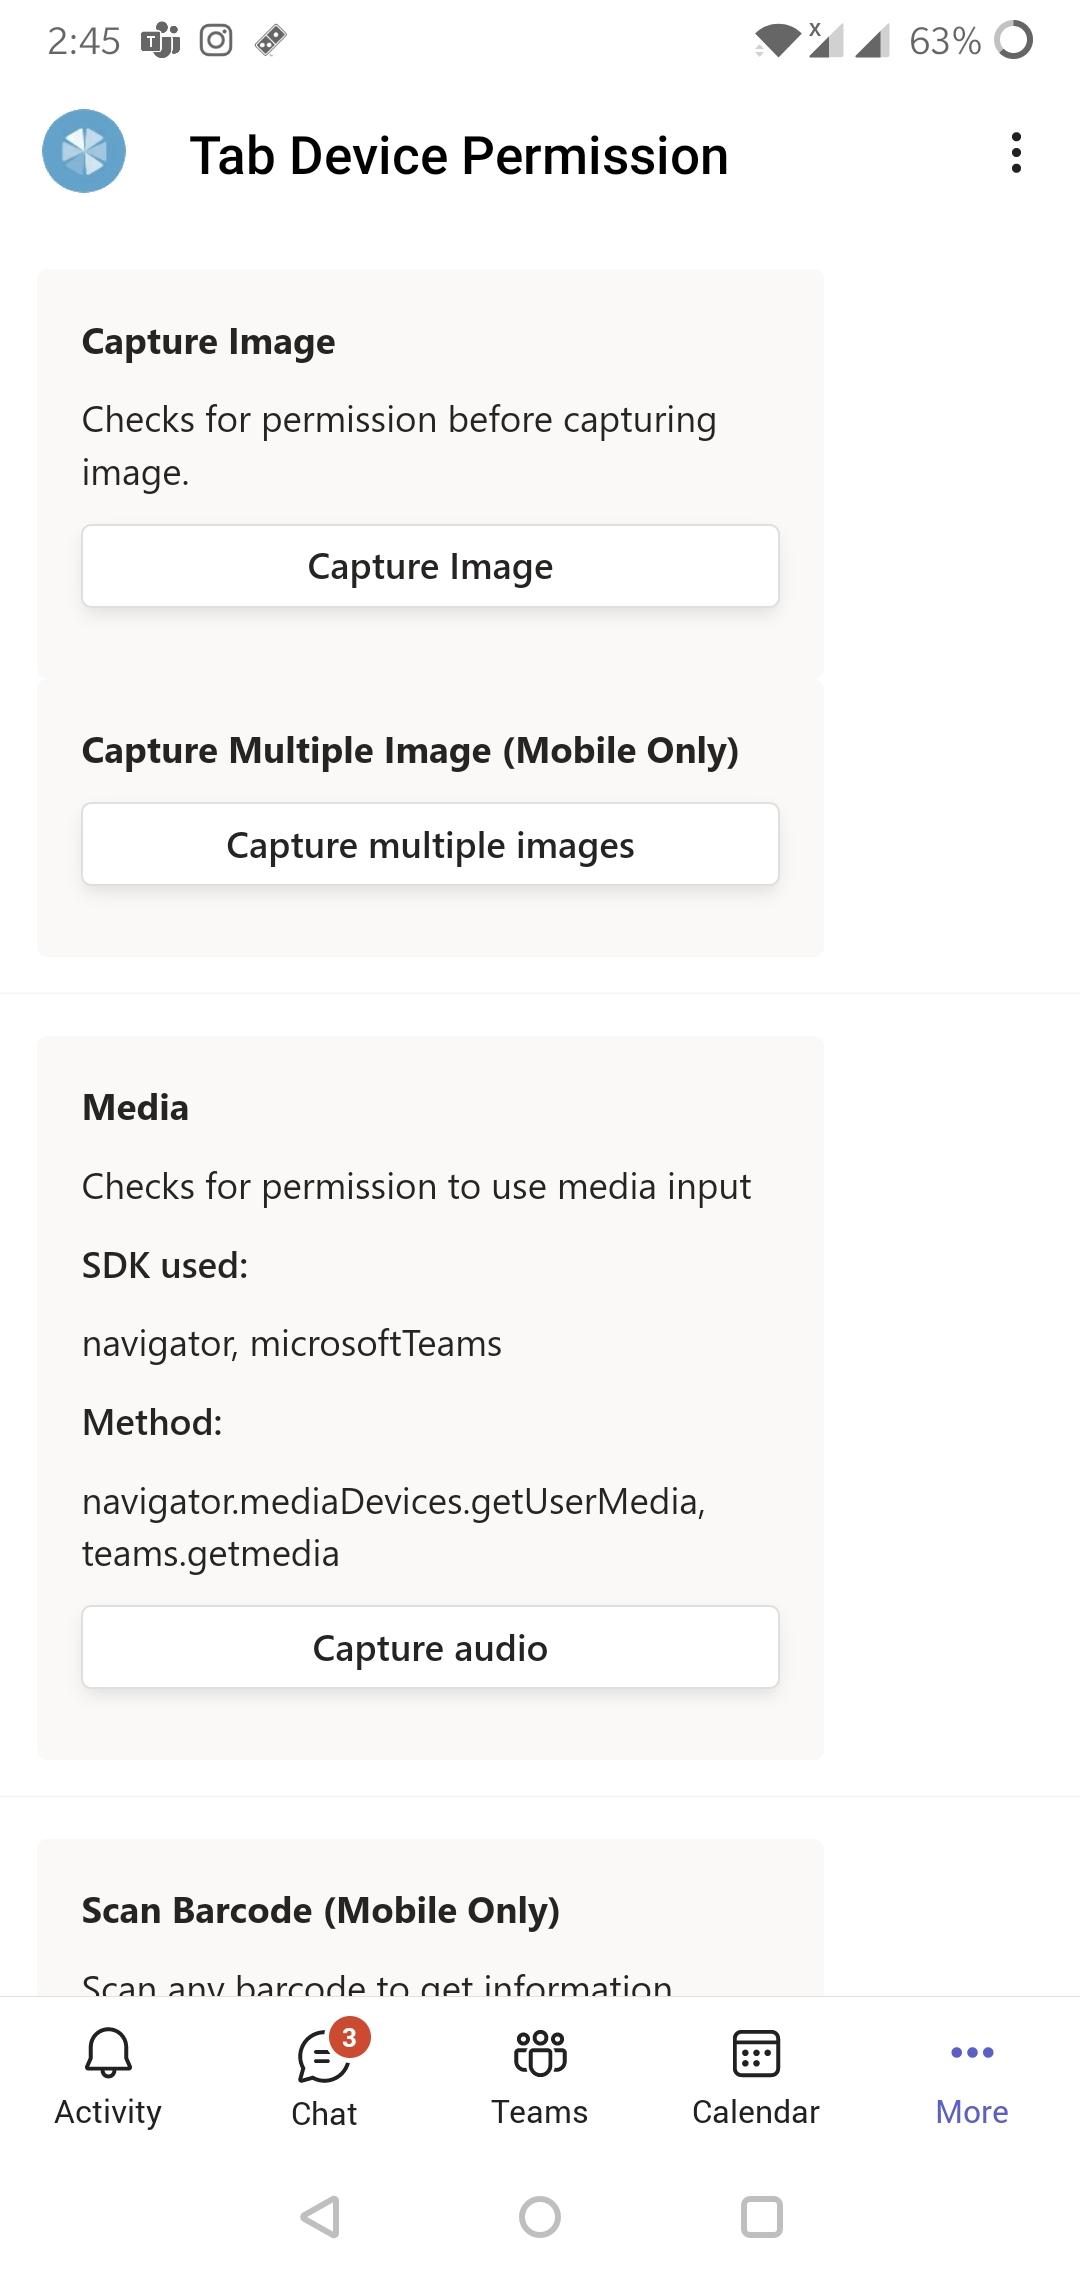 2:45
63%
Tab Device Permission
Capture Image
Checks for permission before capturing
image.
Capture Image
Capture Multiple Image (Mobile Only)
Capture multiple images
Media
Checks for permission to use media input
SDK used:
navigator, microsoftTeams
Method:
navigator.mediaDevices.getUserMedia,
teams.getmedia
Capture audio
Scan Barcode (Mobile Only)
Scan any barcode to get information
3
Activity
Chat
Teams
Calendar
More